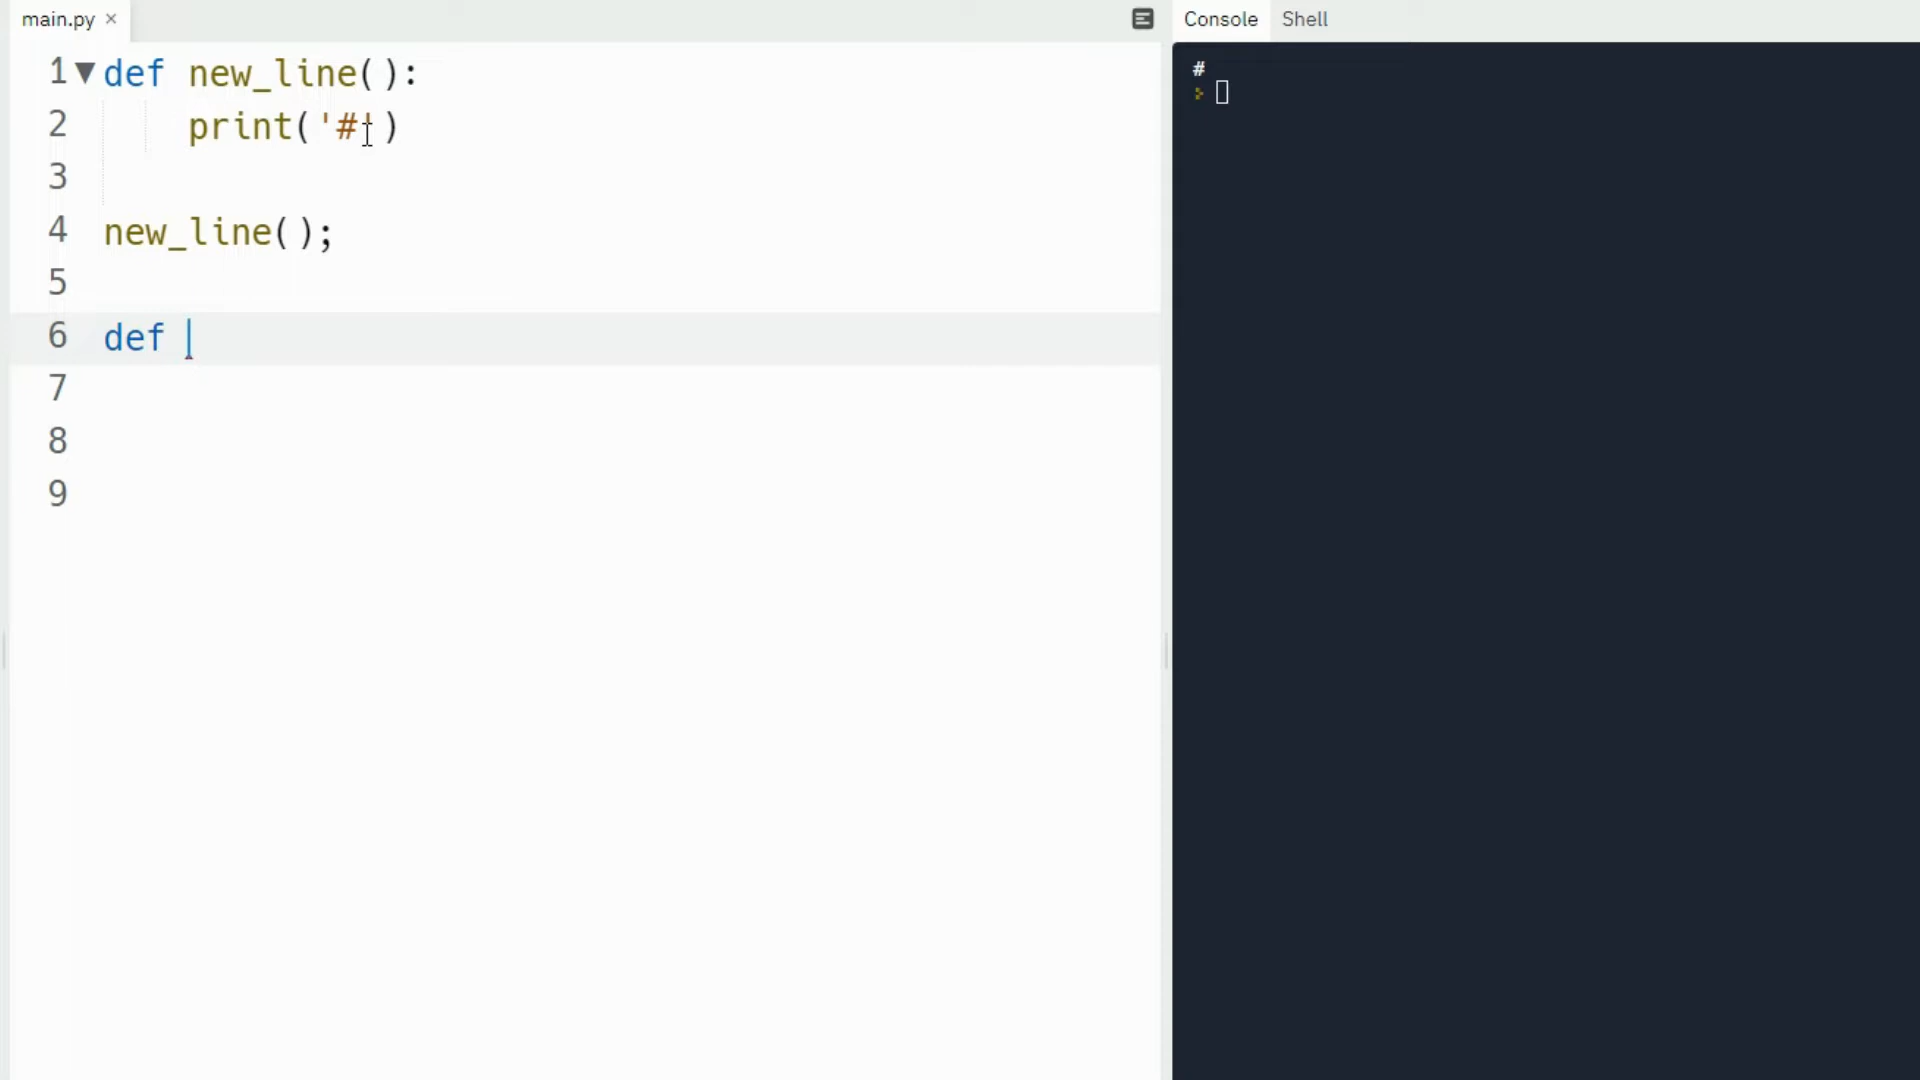 main.py ×
Console Shell
1 def new_line():
2 print('#')
3
4 new_line();
5
6 def
7
8
9
#